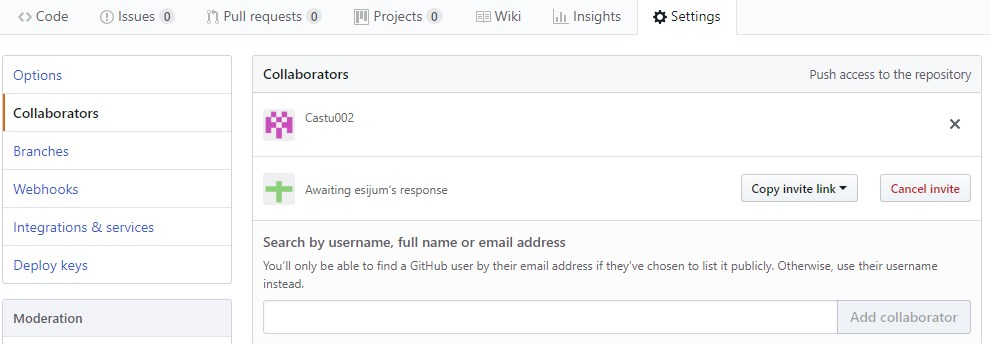 Code Issues 0 Pull requests 0 Projects 0 Wiki Insights Settings
Options
Collaborators
Branches
Webhooks
Integrations & services
Deploy keys
Moderation
Collaborators Push access to the repository
Castu002
Awaiting esijum's response Copy invite link Cancel invite
Search by username, full name or email address
You'll only be able to find a GitHub user by their email address if they've chosen to list it publicly. Otherwise, use their username
instead.
Add collaborator